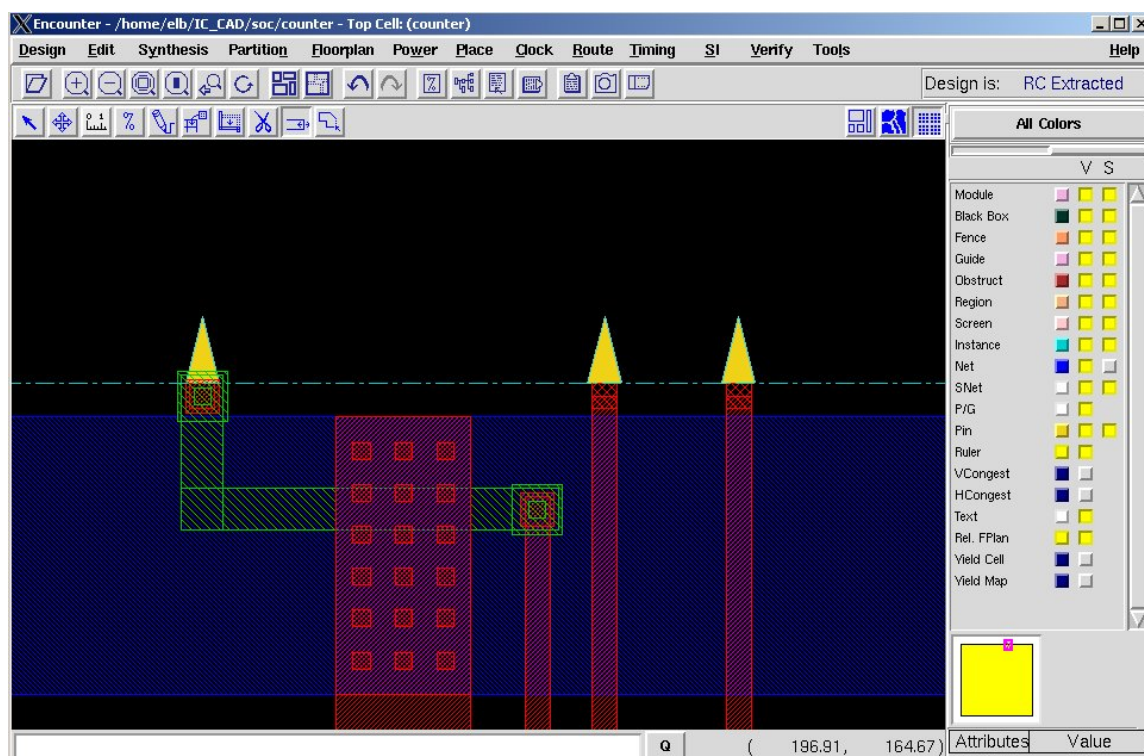 X Encounter - /home/elb/IC_CAD/soc/counter - Top Cell: (counter)
Design Edit Synthesis Partition Floorplan Power Place Clock Route Timing SI Verify Tools Help
Design is: RC Extracted
All Colors
V S
Module
Black Box
Fence
Guide
Obstruct
Region
Screen
Instance
Net
SNet
P/G
Pin
Ruler
VCongest
HCongest
Text
Rel. FPlan
Yield Cell
Yield Map
Q ( 196.91, 164.67)
Attributes Value